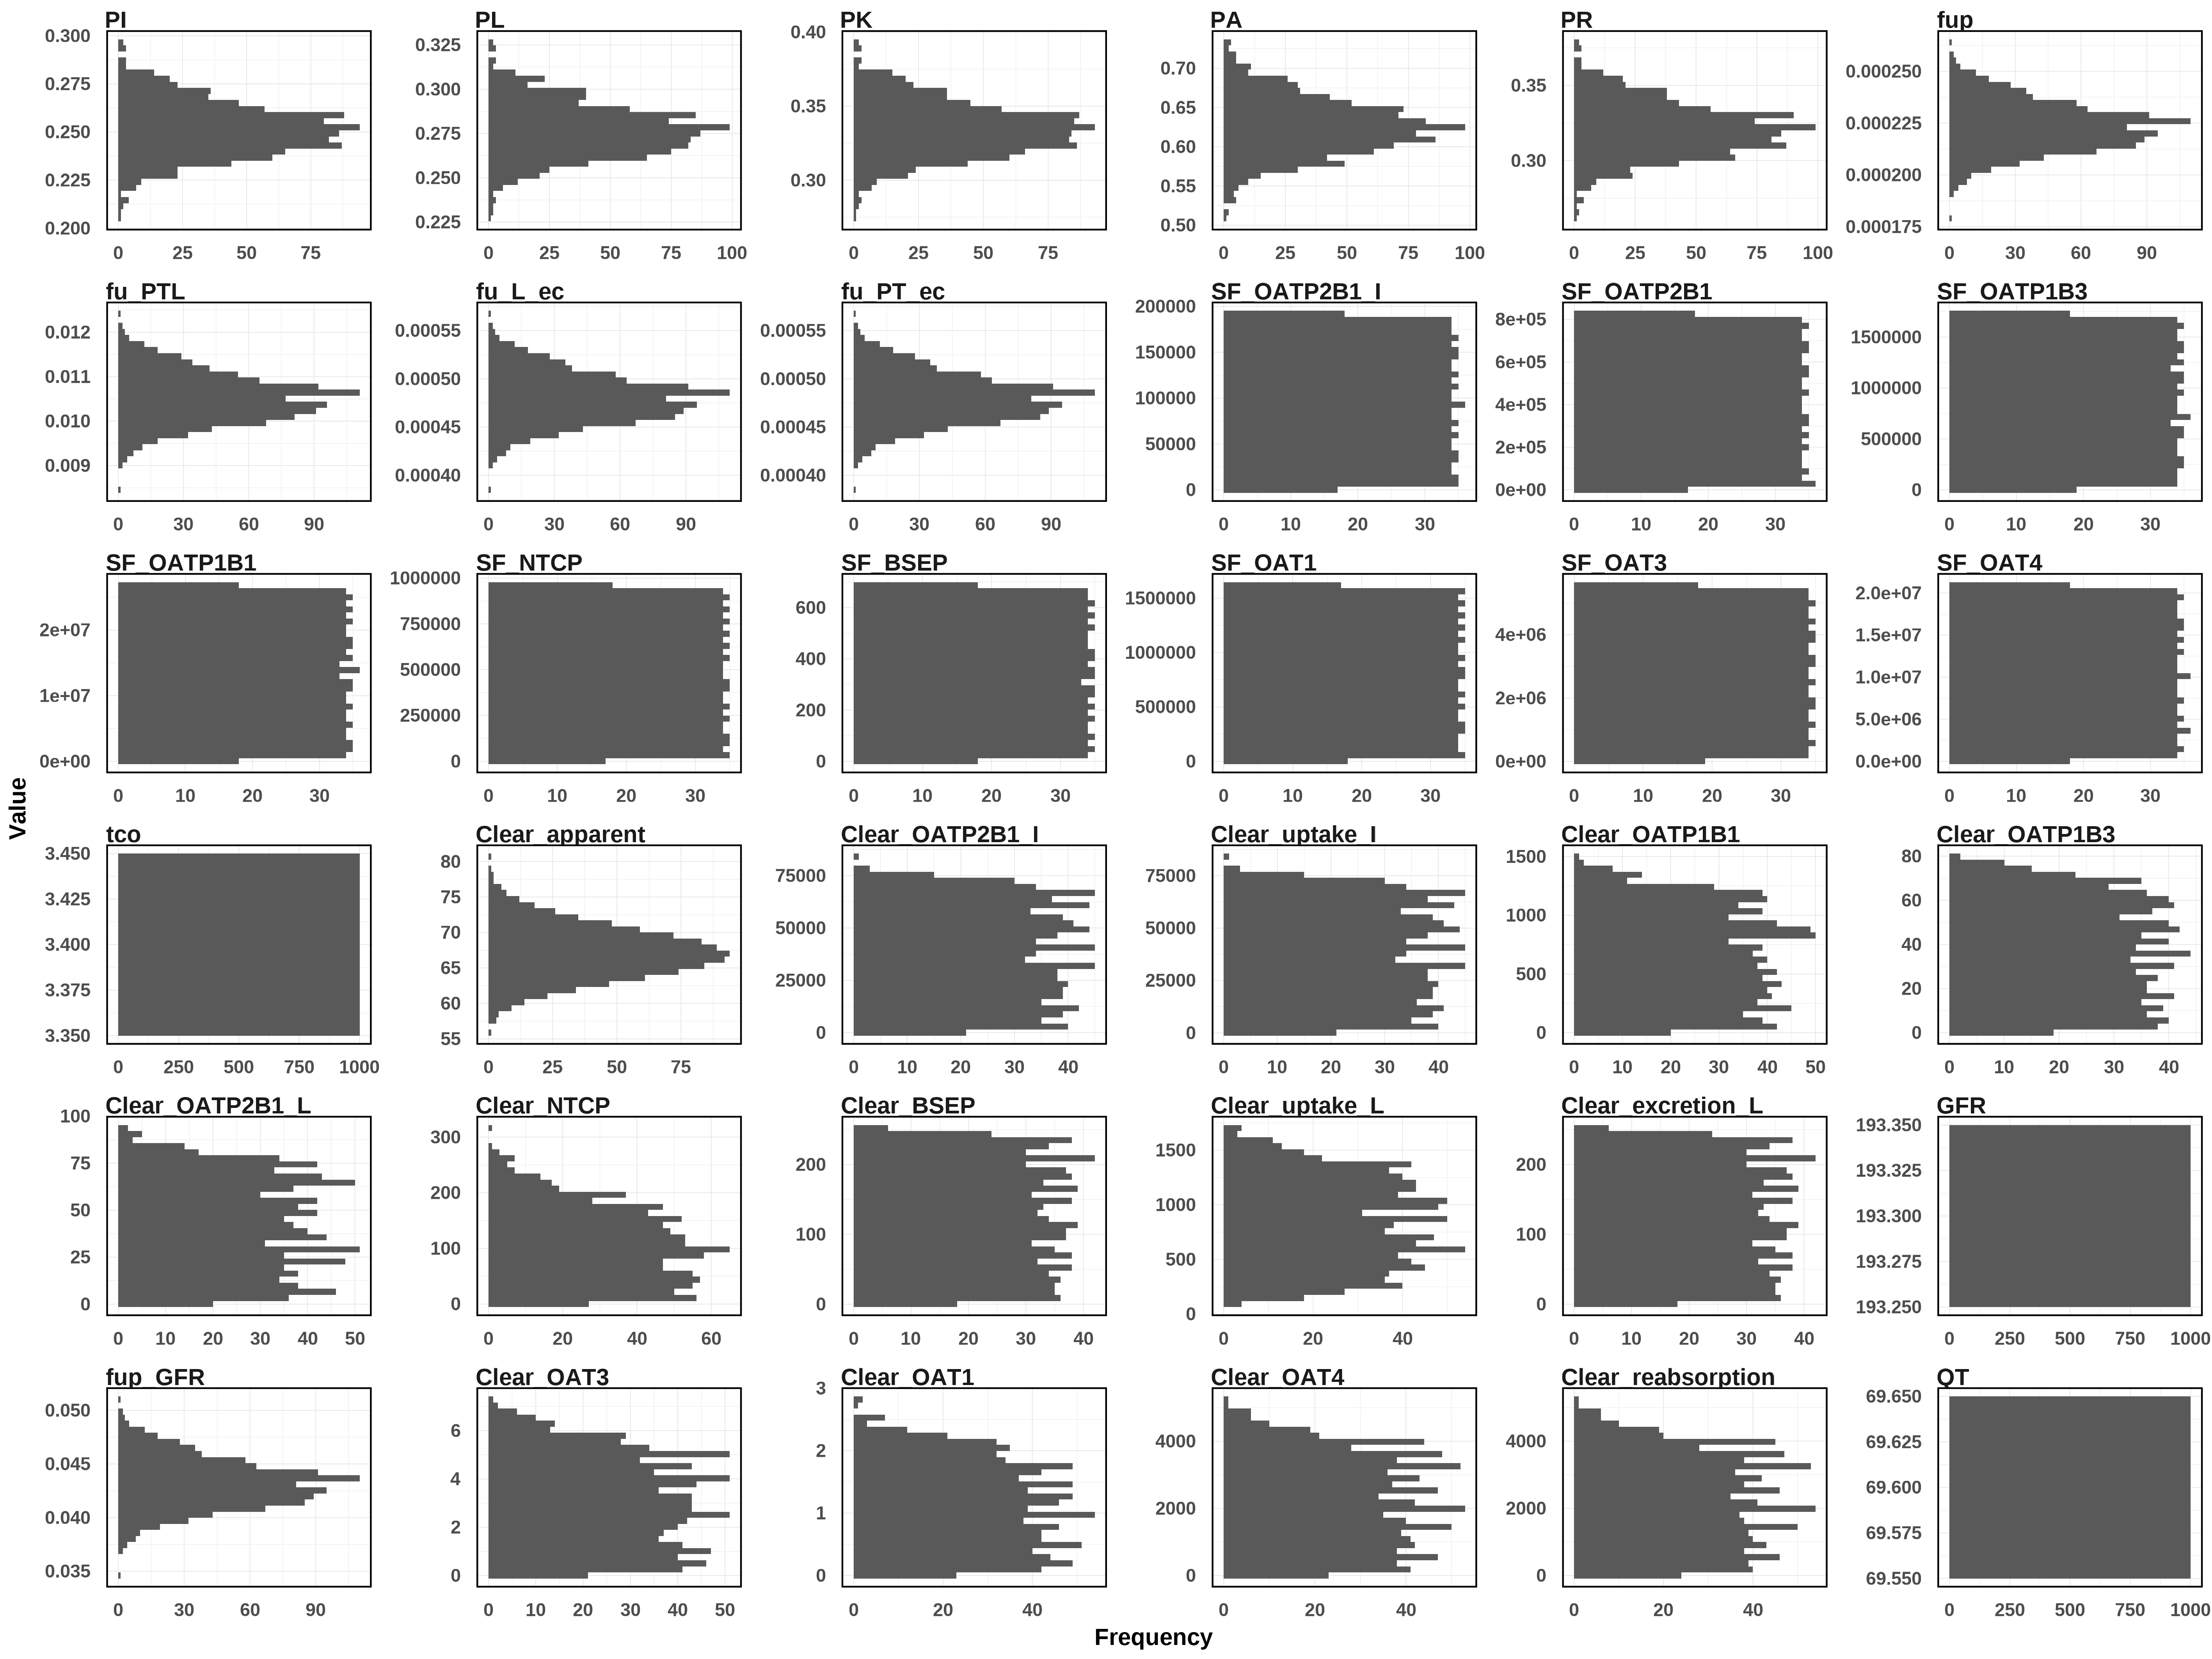 PI PL PK PA PR fup
0.300 0.275 0.250 0.225 0.200
0 25 50 75
0.325 0.300 0.275 0.250 0.225
0 25 50 75 100
0.40 0.35 0.30
0 25 50 75
0.70 0.65 0.60 0.55 0.50
0 25 50 75 100
0.35 0.30
0 25 50 75 100
0.000250 0.000225 0.000200 0.000175
0 30 60 90
fu_PTL fu_L_ec fu_PT_ec SF_OATP2B1_I SF_OATP2B1 SF_OATP1B3
0.012 0.011 0.010 0.009
0 30 60 90
0.00055 0.00050 0.00045 0.00040
0 30 60 90
0.00055 0.00050 0.00045 0.00040
0 30 60 90
200000 150000 100000 50000 0
0 10 20 30
8e+05 6e+05 4e+05 2e+05 0e+00
0 10 20 30
1500000 1000000 500000 0
0 10 20 30
SF_OATP1B1 SF_NTCP SF_BSEP SF_OAT1 SF_OAT3 SF_OAT4
2e+07 1e+07 0e+00
0 10 20 30
1000000 750000 500000 250000 0
0 10 20 30
600 400 200 0
0 10 20 30
1500000 1000000 500000 0
0 10 20 30
4e+06 2e+06 0e+00
0 10 20 30
2.0e+07 1.5e+07 1.0e+07 5.0e+06 0.0e+00
0 10 20 30
Value
tco Clear_apparent Clear_OATP2B1_I Clear_uptake_I Clear_OATP1B1 Clear_OATP1B3
3.450 3.425 3.400 3.375 3.350
0 250 500 750 1000
80 75 70 65 60 55
0 25 50 75
75000 50000 25000 0
0 10 20 30 40
75000 50000 25000 0
0 10 20 30 40
1500 1000 500 0
0 10 20 30 40 50
80 60 40 20 0
0 10 20 30 40
Clear_OATP2B1_L Clear_NTCP Clear_BSEP Clear_uptake_L Clear_excretion_L GFR
100 75 50 25 0
0 10 20 30 40 50
300 200 100 0
0 20 40 60
200 100 0
0 10 20 30 40
1500 1000 500 0
0 20 40
200 100 0
0 10 20 30 40
193.350 193.325 193.300 193.275 193.250
0 250 500 750 1000
fup_GFR Clear_OAT3 Clear_OAT1 Clear_OAT4 Clear_reabsorption QT
0.050 0.045 0.040 0.035
0 30 60 90
6 4 2 0
0 10 20 30 40 50
3 2 1 0
0 20 40
4000 2000 0
0 20 40
4000 2000 0
0 20 40
69.650 69.625 69.600 69.575 69.550
0 250 500 750 1000
Frequency